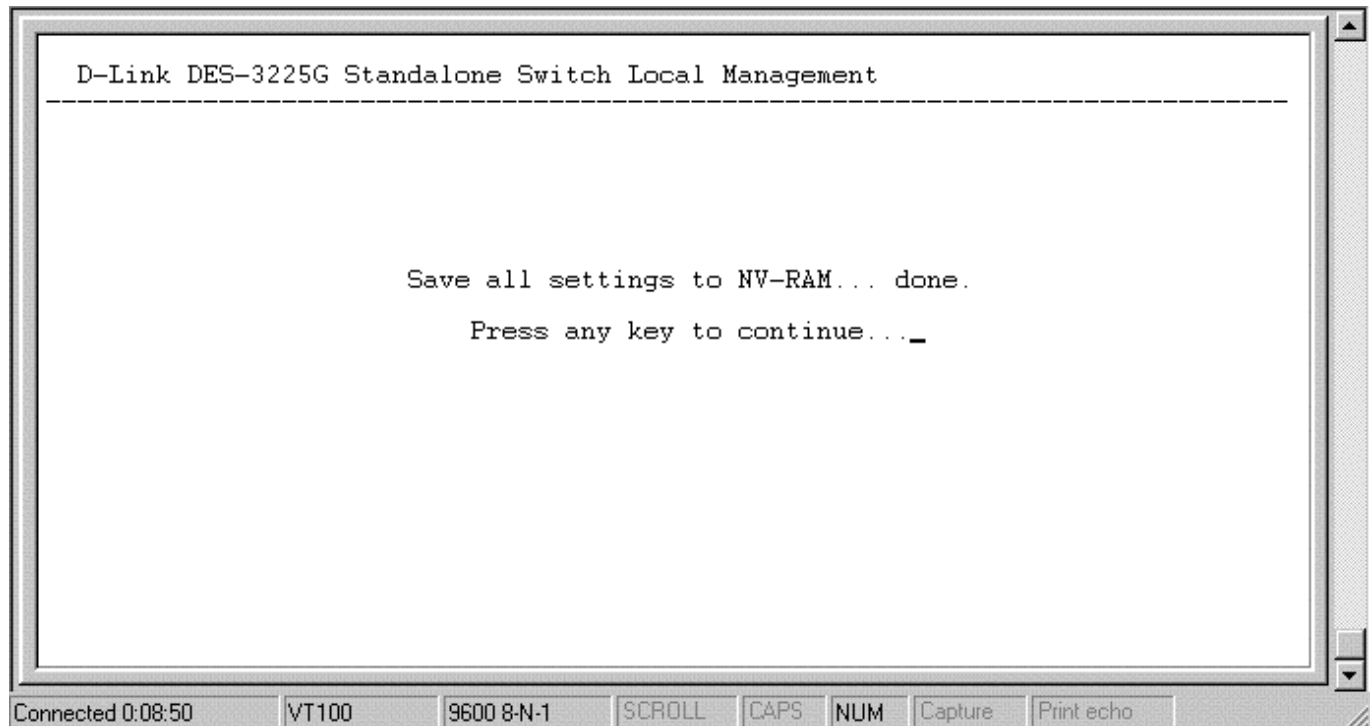 D-Link DES-3225G Standalone Switch Local Management
Save all settings to NV-RAM... done.
Press any key to continue..._
Connected 0:08:50 VT100 9600 8-N-1 SCROLL CAPS NUM Capture Print echo